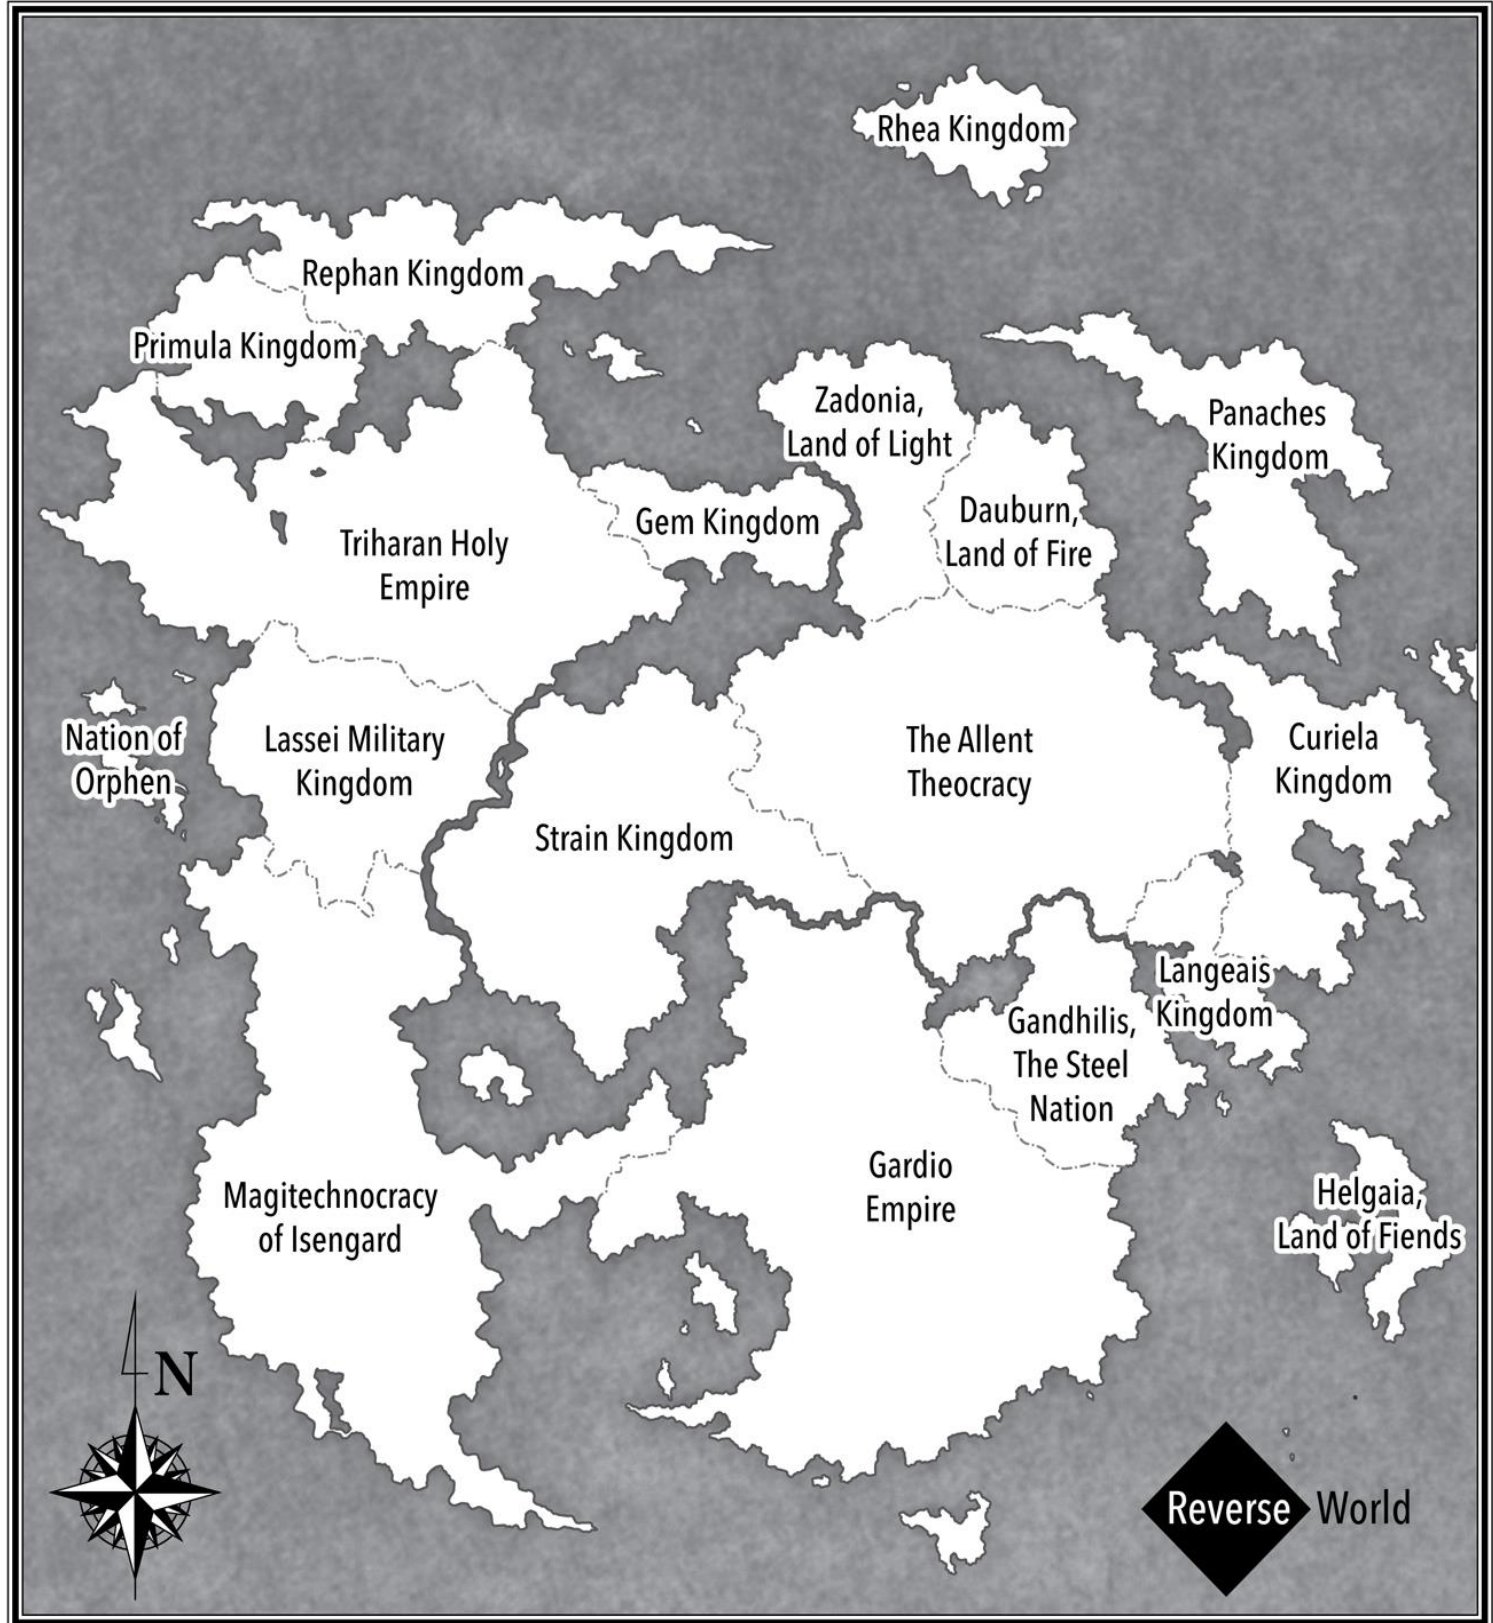 Rhea Kingdom
Rephan Kingdom
Primula Kingdom
Zadonia,
Land of Light
Panaches
Kingdom
Gem Kingdom
Dauburn,
Land of Fire
Triharan Holy
Empire
Nation of
Orphen
Lassei Military
Kingdom
The Allent
Theocracy
Curiela
Kingdom
Strain Kingdom
Langeais
Kingdom
Gandhilis,
The Steel
Nation
Magitechnocracy
of Isengard
Gardio
Empire
Helgaia,
Land of Fiends
N
Reverse World